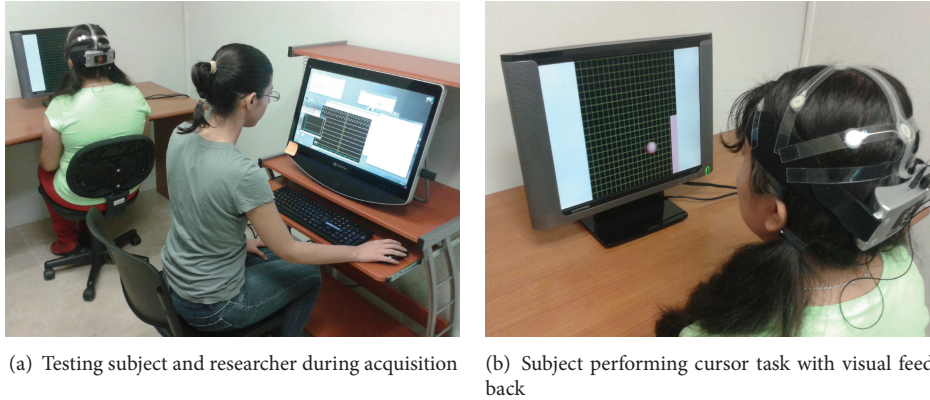 (a) Testing subject and researcher during acquisition
(b) Subject performing cursor task with visual feed
back